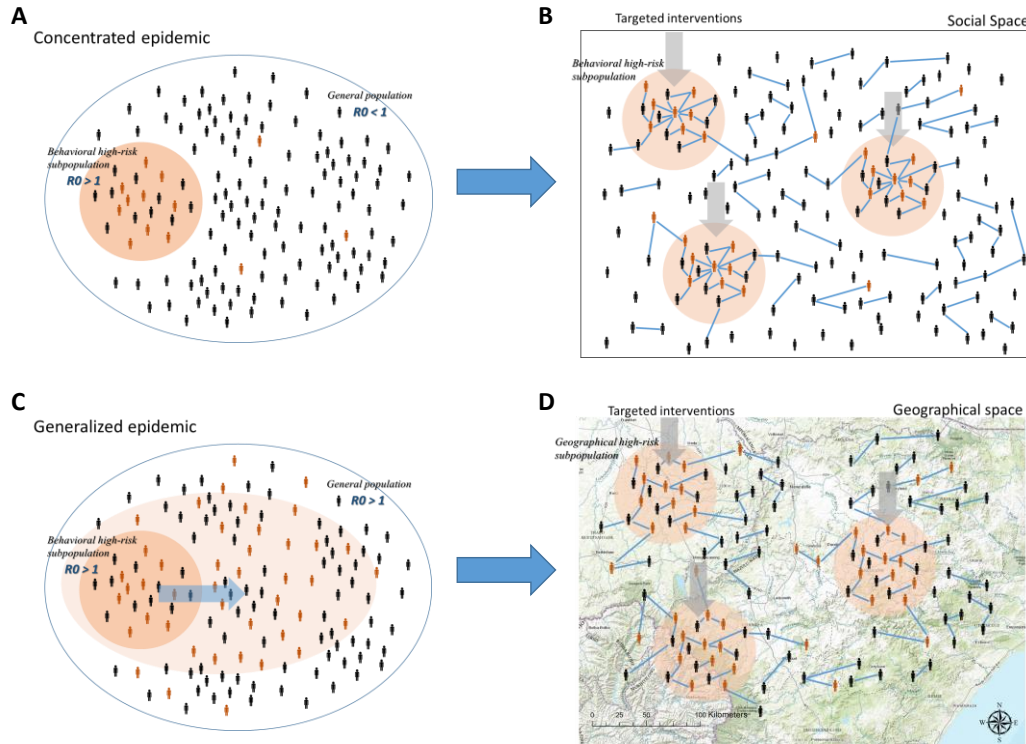 A
Concentrated epidemic
General population
R0 < 1
Behavioral high-risk
subpopulation
R0 > 1
B
Targeted interventions
Social Space
Behavioral high-risk
subpopulation
C
Generalized epidemic
General population
R0 > 1
Behavioral high-risk
subpopulation
R0 > 1
D
Targeted interventions
Geographical space
Geographical high-risk
subpopulation
0 25 50 100 Kilometers
N
W E
S